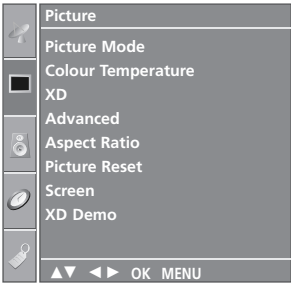 Picture
Picture Mode
Colour Temperature
XD
Advanced
Aspect Ratio
Picture Reset
Screen
XD Demo
▲▼ ◄► OK MENU